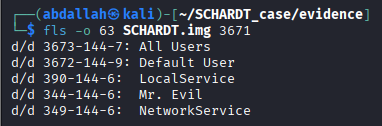 ┌──(abdallah㉿kali)-[~/SCHARDT_case/evidence]
└─$ fls -o 63 SCHARDT.img 3671
d/d 3673-144-7: All Users
d/d 3672-144-9: Default User
d/d 390-144-6:  LocalService
d/d 344-144-6:  Mr. Evil
d/d 349-144-6:  NetworkService